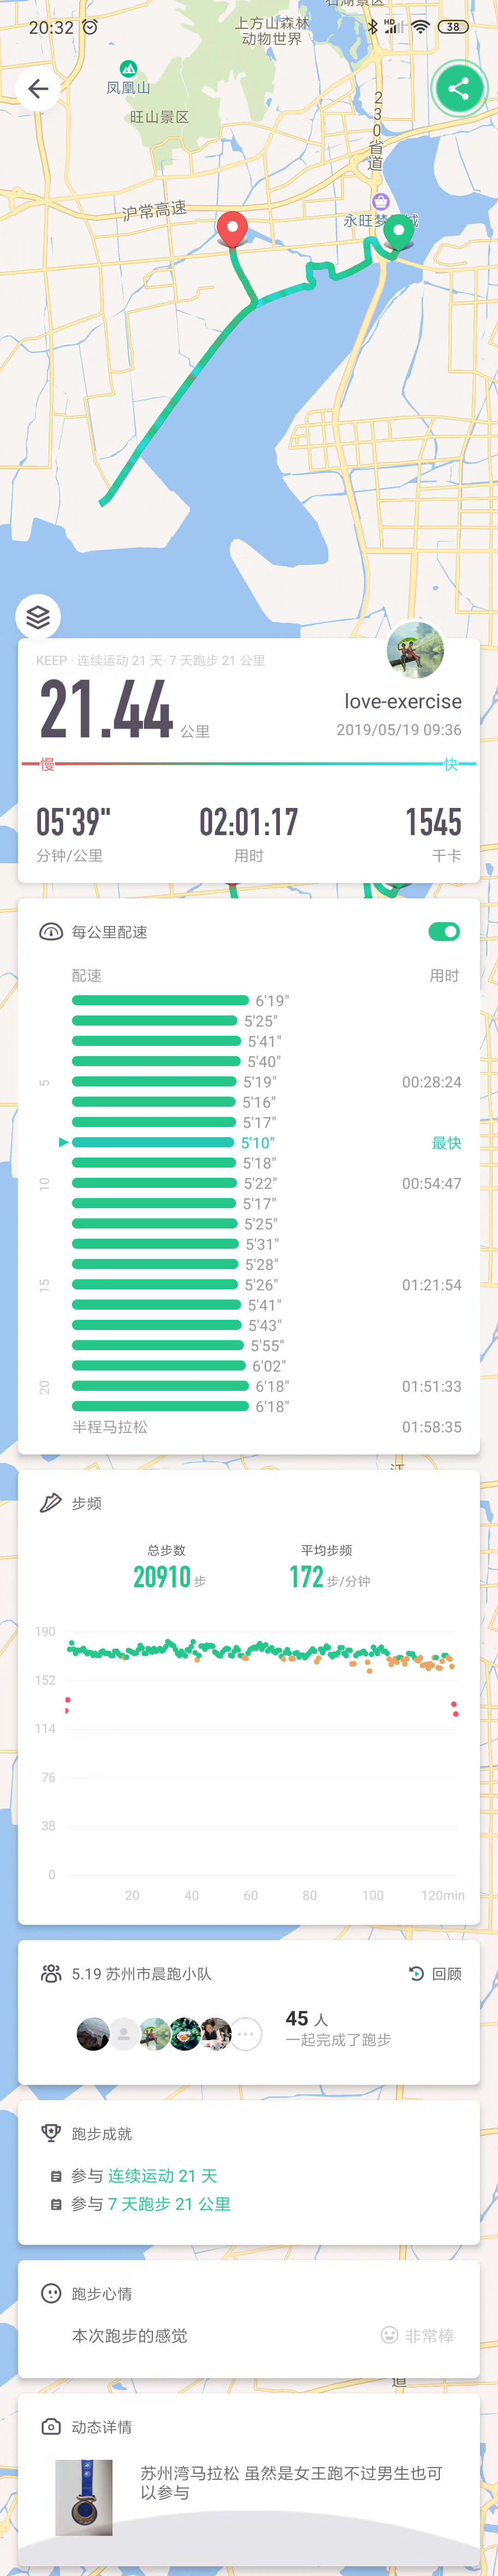 20:32
HD
38
上方山森林
动物世界
凤凰山
旺山景区
230省道
沪常高速
永旺梦
城
KEEP · 连续运动 21 天· 7 天跑步 21 公里
21.44 公里
love-exercise
2019/05/19 09:36
慢
快
05'39"
02:01:17
1545
分钟/公里
用时
千卡
每公里配速
配速
用时
6'19"
5'25"
5'41"
5'40"
5 5'19" 00:28:24
5'16"
5'17"
5'10" 最快
5'18"
10 5'22" 00:54:47
5'17"
5'25"
5'31"
5'28"
15 5'26" 01:21:54
5'41"
5'43"
5'55"
6'02"
20 6'18" 01:51:33
6'18"
半程马拉松 01:58:35
步频
总步数
平均步频
20910 步
172 步/分钟
190
152
114
76
38
0
20 40 60 80 100 120min
5.19 苏州市晨跑小队
回顾
45 人
一起完成了跑步
跑步成就
参与 连续运动 21 天
参与 7 天跑步 21 公里
跑步心情
本次跑步的感觉
非常棒
道
动态详情
苏州湾马拉松 虽然是女王跑不过男生也可
以参与